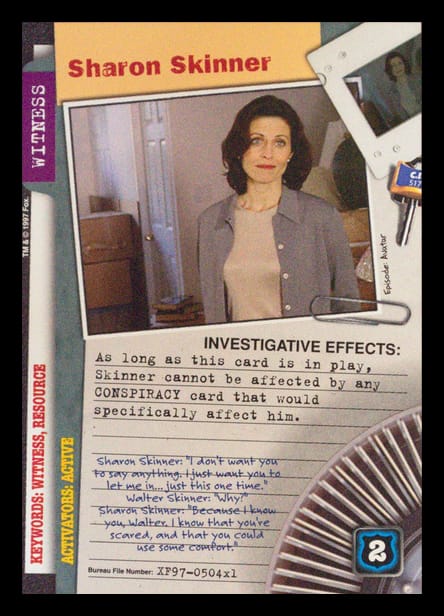 Sharon Skinner
WITNESS
TM & © 1997 Fox.
Episode: Avatar
INVESTIGATIVE EFFECTS:
As long as this card is in play,
Skinner cannot be affected by any
CONSPIRACY card that would
specifically affect him.
Sharon Skinner: "I don't want you
to say anything. I just want you to
let me in... just this one time."
Walter Skinner: "Why?"
Sharon Skinner: "Because I know
you, Walter. I know that you're
scared, and that you could
use some comfort."
KEYWORDS: WITNESS, RESOURCE
ACTIVATORS: ACTIVE
Bureau File Number: XF97-0504x1
2
517